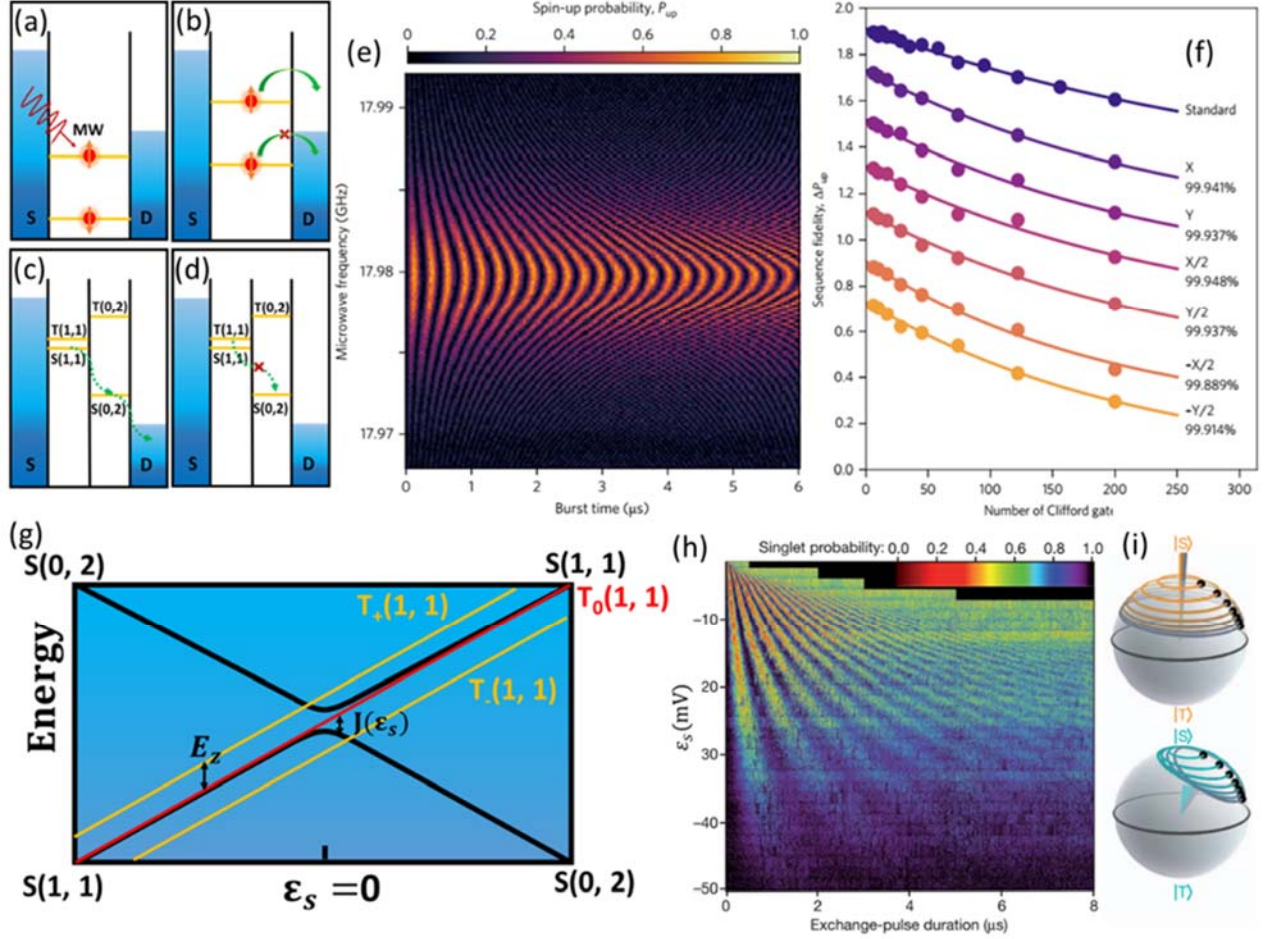 (a)
MW
S
D
(b)
S
D
(c)
T(0,2)
T(1,1)
S(1,1)
S(0,2)
S
D
(d)
T(0,2)
T(1,1)
S(1,1)
S(0,2)
S
D
(e)
Spin-up probability, P_up
0 0.2 0.4 0.6 0.8 1.0
Microwave frequency (GHz)
17.99
17.98
17.97
0 1 2 3 4 5 6
Burst time (μs)
(f)
Sequence fidelity, ΔP_up
2.0
1.8
1.6
1.4
1.2
1.0
0.8
0.6
0.4
0.2
0.0
0 50 100 150 200 250 300
Number of Clifford gate
Standard
X
99.941%
Y
99.937%
X/2
99.948%
Y/2
99.937%
-X/2
99.889%
-Y/2
99.914%
(g)
S(0, 2)
S(1, 1)
T₀(1, 1)
T₊(1, 1)
T₋(1, 1)
Energy
E_z
J(ε_s)
S(1, 1)
ε_s = 0
S(0, 2)
(h)
Singlet probability: 0.0 0.2 0.4 0.6 0.8 1.0
ε_s (mV)
-10
20
-30
-40
-50
0 2 4 6 8
Exchange-pulse duration (μs)
(i)
|S⟩
|T⟩
|S⟩
|T⟩